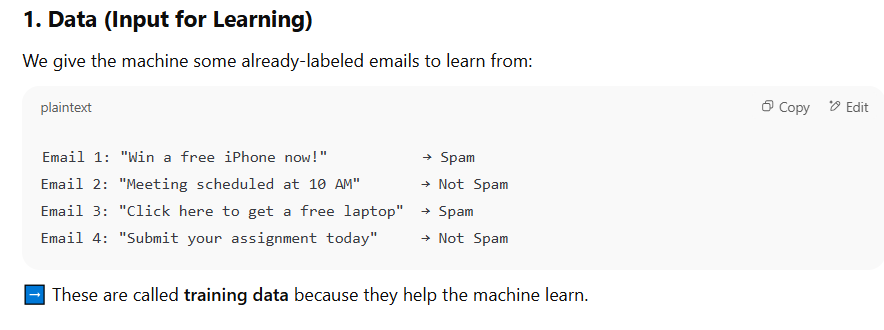 1. Data (Input for Learning)
We give the machine some already-labeled emails to learn from:
plaintext Copy Edit
Email 1: "Win a free iPhone now!" → Spam
Email 2: "Meeting scheduled at 10 AM" → Not Spam
Email 3: "Click here to get a free laptop" → Spam
Email 4: "Submit your assignment today" → Not Spam
➡ These are called training data because they help the machine learn.